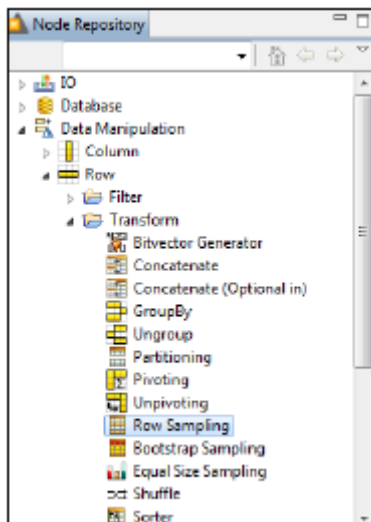 Node Repository
IO
Database
Data Manipulation
Column
Row
Filter
Transform
Bitvector Generator
Concatenate
Concatenate (Optional in)
GroupBy
Ungroup
Partitioning
Pivoting
Unpivoting
Row Sampling
Bootstrap Sampling
Equal Size Sampling
Shuffle
Sorter